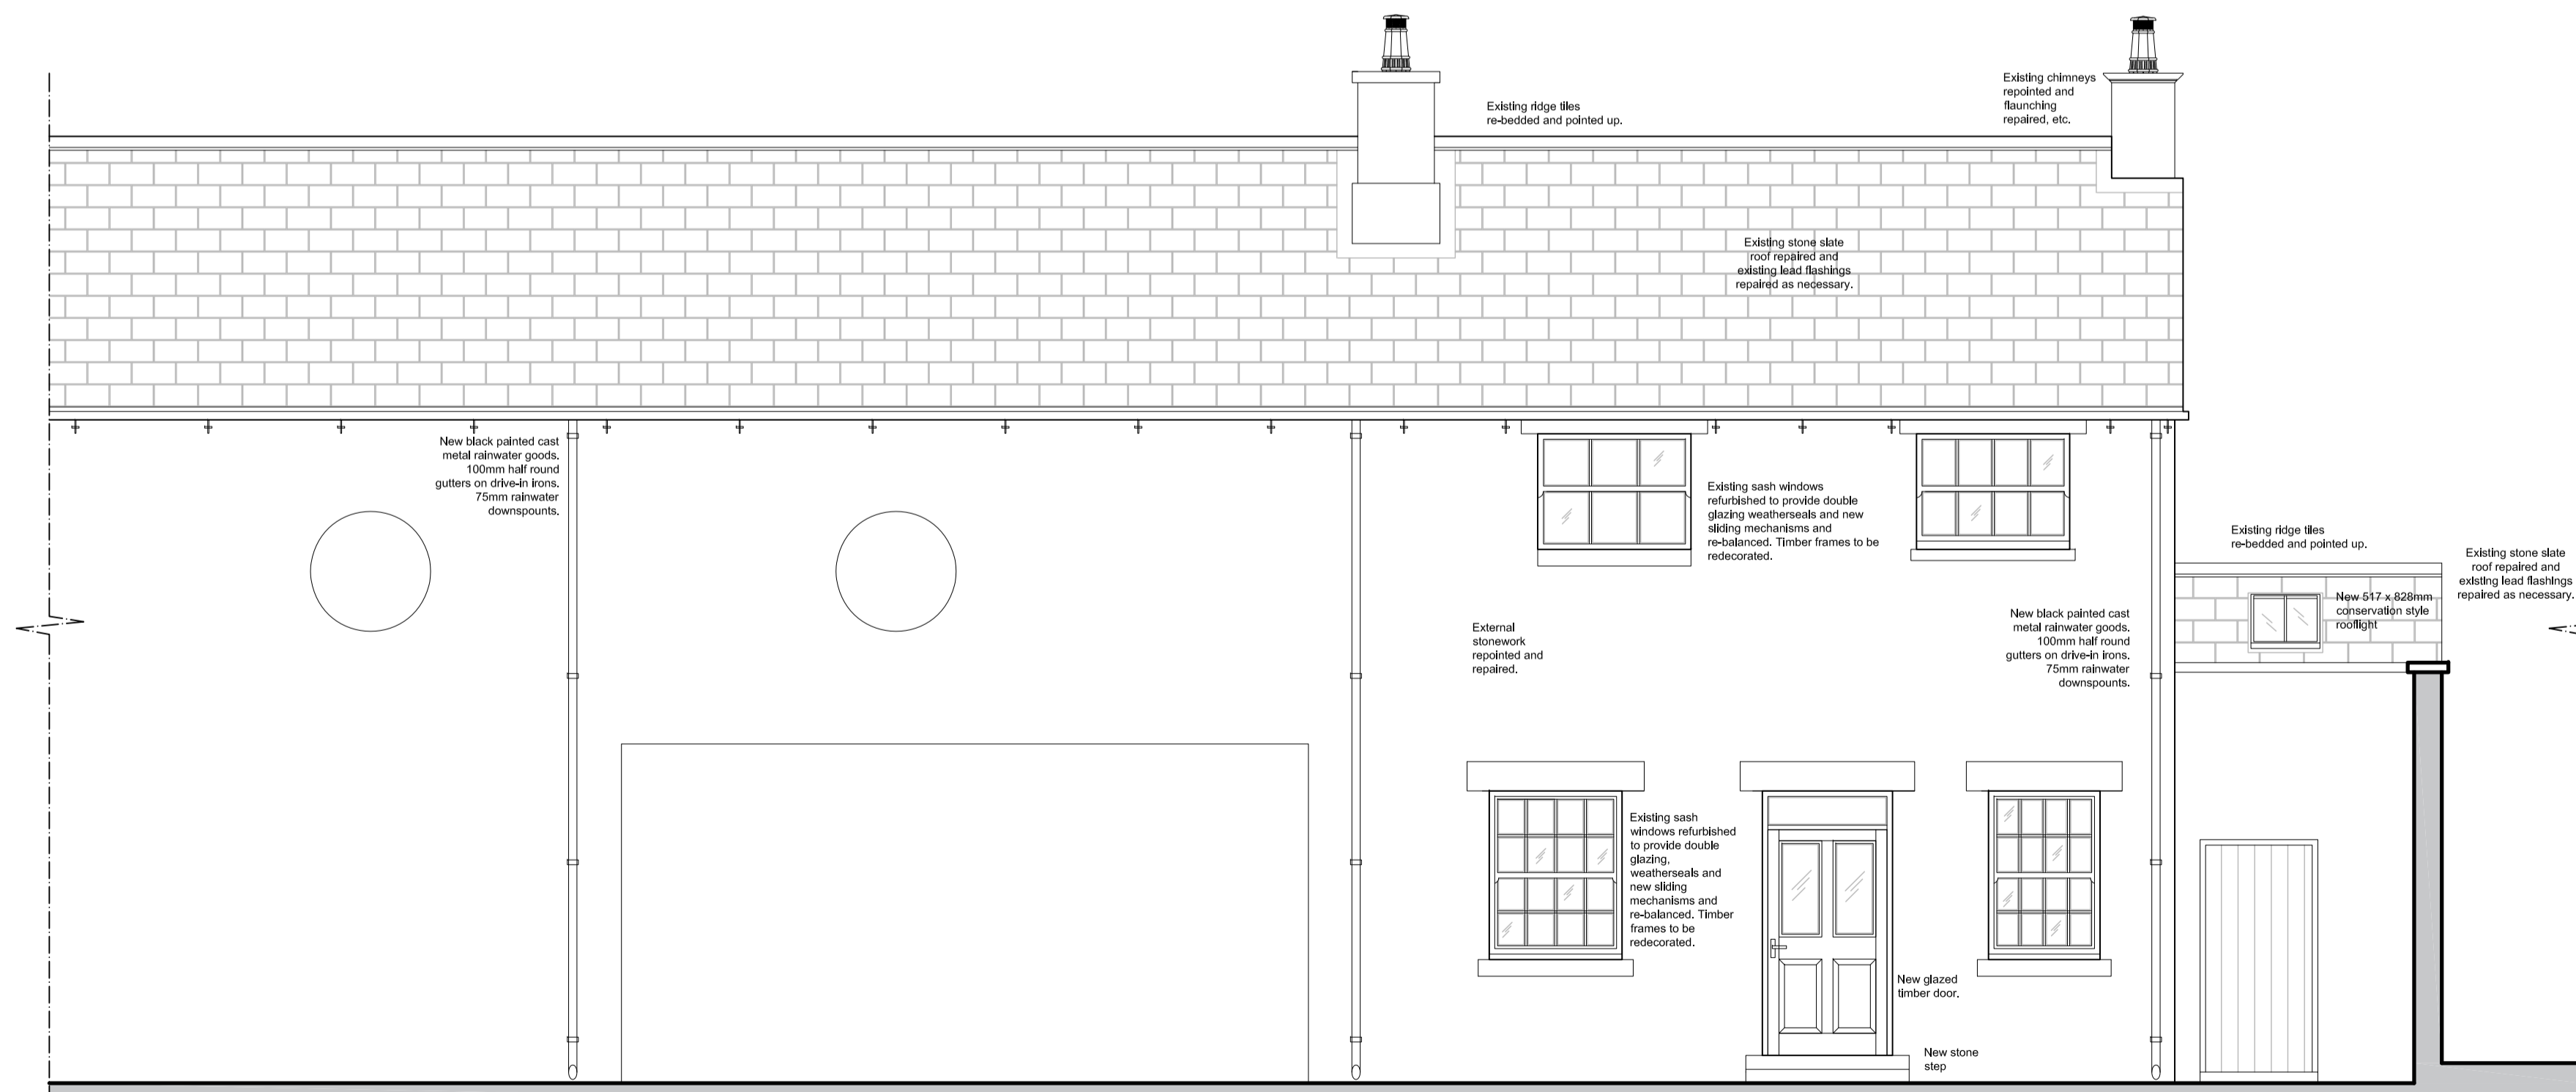 Existing ridge tiles
re-bedded and pointed up.
Existing chimneys
repointed and
flaunching
repaired, etc.
Existing stone slate
roof repaired and
existing lead flashings
repaired as necessary.
New black painted cast
metal rainwater goods.
100mm half round
gutters on drive-in irons.
75mm rainwater
downspounts.
Existing sash windows
refurbished to provide double
glazing weatherseals and new
sliding mechanisms and
re-balanced. Timber frames to be
redecorated.
Existing ridge tiles
re-bedded and pointed up.
Existing stone slate
roof repaired and
existing lead flashings
repaired as necessary.
New 517 x 828mm
conservation style
rooflight
External
stonework
repointed and
repaired.
New black painted cast
metal rainwater goods.
100mm half round
gutters on drive-in irons.
75mm rainwater
downspounts.
Existing sash
windows refurbished
to provide double
glazing,
weatherseals and
new sliding
mechanisms and
re-balanced. Timber
frames to be
redecorated.
New glazed
timber door.
New stone
step